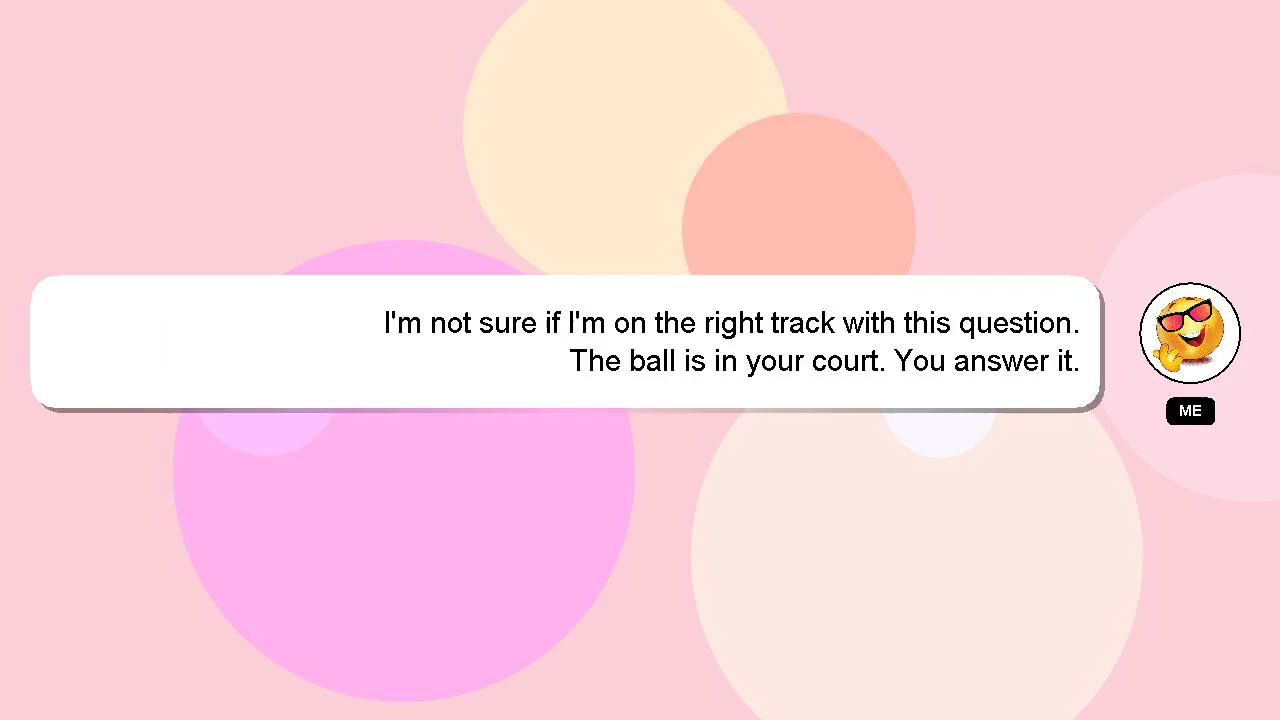 I'm not sure if I'm on the right track with this question.
The ball is in your court. You answer it.
ME